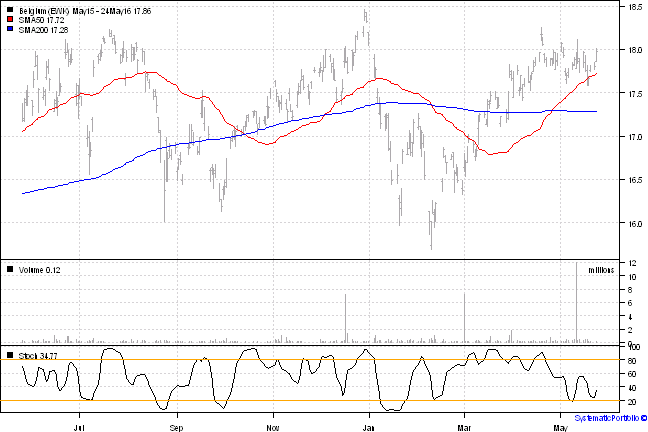 Belgium (EWK) May15 - 24May16 17.86
SMA50 17.72
SMA200 17.28
18.5
18.0
17.5
17.0
16.5
16.0
Volume 0.12
millions
12
10
8
6
4
2
Stoch 34.77
100
80
60
40
20
Jul
Sep
Nov
Jan
Mar
May
SystematicPortfolio ©